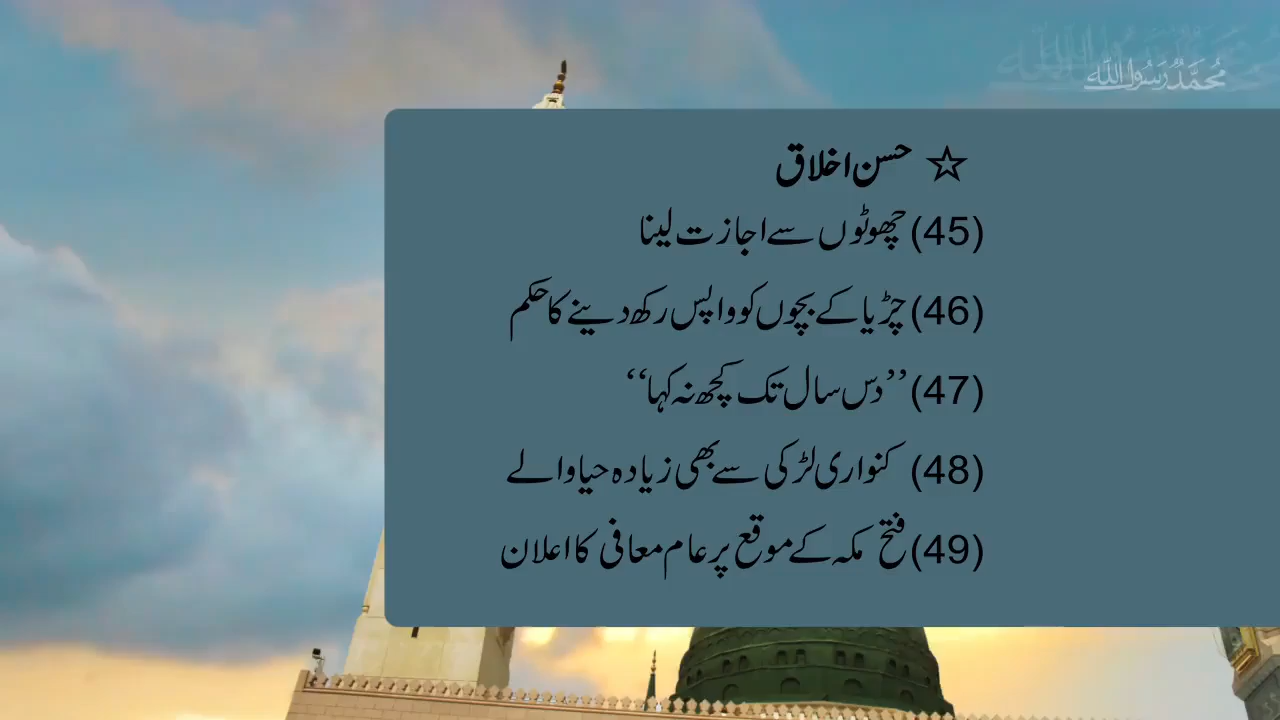 محمد رسول الله
☆ حسن اخلاق
(45) چھوٹوں سے اجازت لینا
(46) چڑیا کے بچوں کو واپس رکھ دینے کا حکم
(47) ’’دس سال تک کچھ نہ کہا‘‘
(48) کنواری لڑکی سے بھی زیادہ حیا والے
(49) فتح مکہ کے موقع پر عام معافی کا اعلان